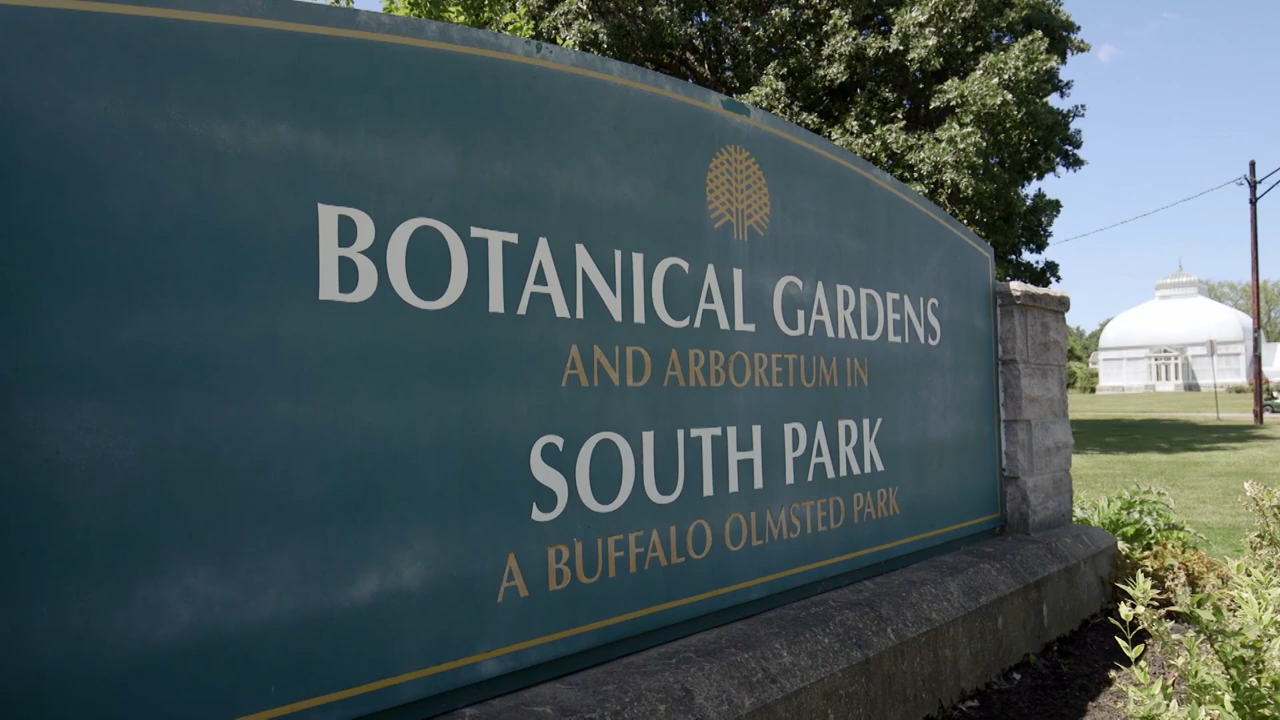 BOTANICAL GARDENS
AND ARBORETUM IN
SOUTH PARK
A BUFFALO OLMSTED PARK